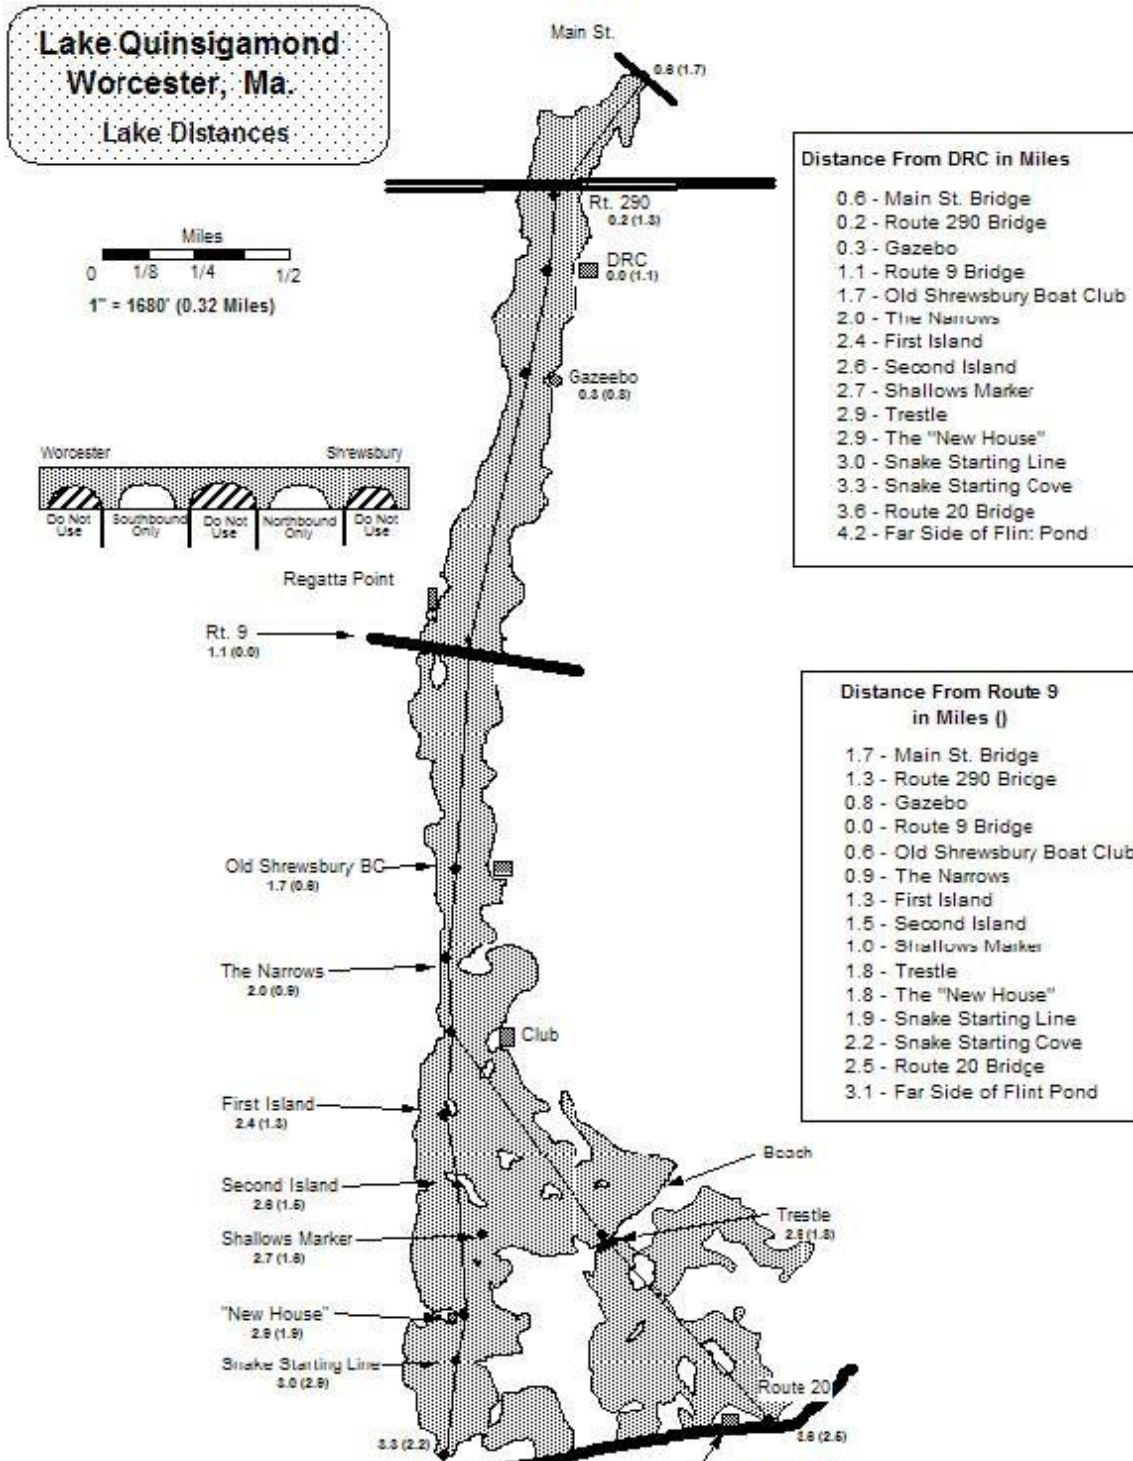 Lake Quinsigamond
Worcester, Ma.
Lake Distances
Main St.
0.6 (1.7)
Rt. 290
0.2 (1.3)
DRC
0.0 (1.1)
Gazeebo
0.3 (0.8)
Miles
0 1/8 1/4 1/2
1" = 1680' (0.32 Miles)
Worcester Shrewsbury
Do Not Use
Southbound Only
Do Not Use
Northbound Only
Do Not Use
Regatta Point
Rt. 9
1.1 (0.0)
Old Shrewsbury BC
1.7 (0.6)
The Narrows
2.0 (0.9)
Club
First Island
2.4 (1.3)
Second Island
2.6 (1.5)
Shallows Marker
2.7 (1.6)
"New House"
2.9 (1.9)
Snake Starting Line
3.0 (2.9)
3.3 (2.2)
Beach
Trestle
2.9 (1.8)
Route 20
3.6 (2.5)
Distance From DRC in Miles
0.6 - Main St. Bridge
0.2 - Route 290 Bridge
0.3 - Gazebo
1.1 - Route 9 Bridge
1.7 - Old Shrewsbury Boat Club
2.0 - The Narrows
2.4 - First Island
2.6 - Second Island
2.7 - Shallows Marker
2.9 - Trestle
2.9 - The "New House"
3.0 - Snake Starting Line
3.3 - Snake Starting Cove
3.6 - Route 20 Bridge
4.2 - Far Side of Flint Pond
Distance From Route 9
in Miles ()
1.7 - Main St. Bridge
1.3 - Route 290 Bridge
0.8 - Gazebo
0.0 - Route 9 Bridge
0.6 - Old Shrewsbury Boat Club
0.9 - The Narrows
1.3 - First Island
1.5 - Second Island
Shallows Marker
1.8 - Trestle
1.8 - The "New House"
1.9 - Snake Starting Line
2.2 - Snake Starting Cove
2.5 - Route 20 Bridge
3.1 - Far Side of Flint Pond